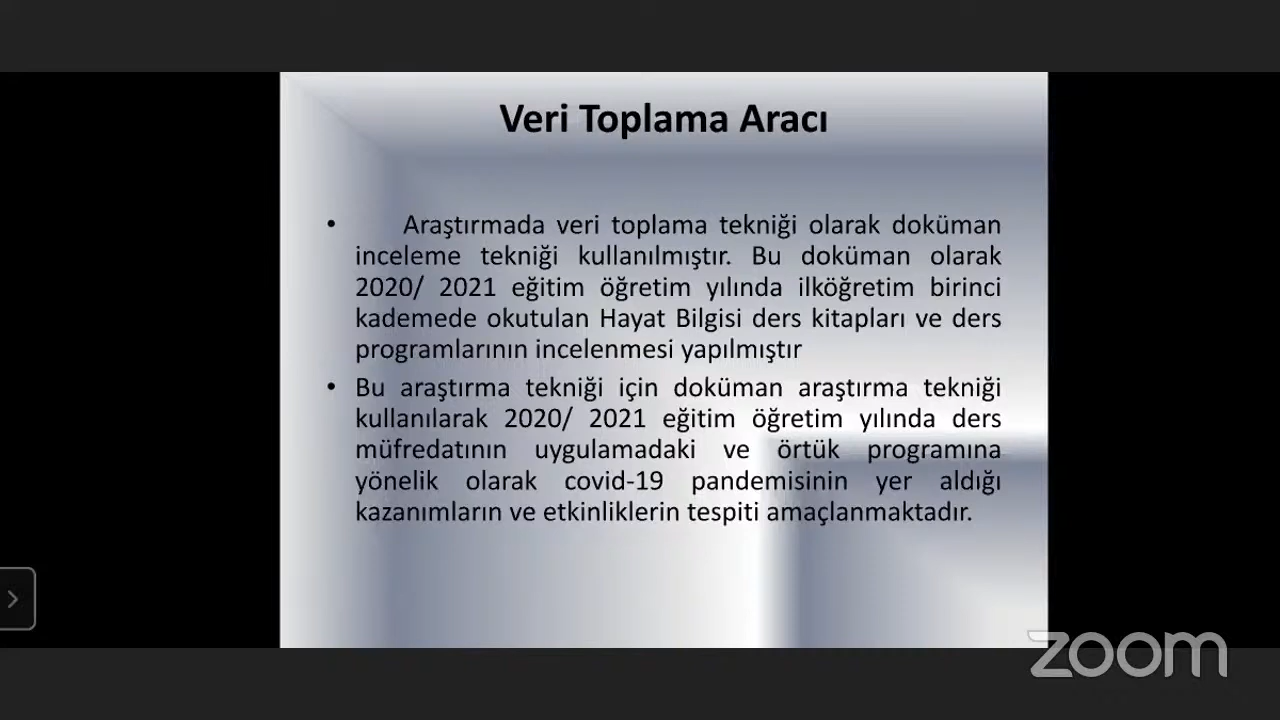 Veri Toplama Aracı
• Araştırmada veri toplama tekniği olarak doküman
inceleme tekniği kullanılmıştır. Bu doküman olarak
2020/ 2021 eğitim öğretim yılında ilköğretim birinci
kademede okutulan Hayat Bilgisi ders kitapları ve ders
programlarının incelenmesi yapılmıştır
• Bu araştırma tekniği için doküman araştırma tekniği
kullanılarak 2020/ 2021 eğitim öğretim yılında ders
müfredatının uygulamadaki ve örtük programına
yönelik olarak covid-19 pandemisinin yer aldığı
kazanımların ve etkinliklerin tespiti amaçlanmaktadır.
zoom